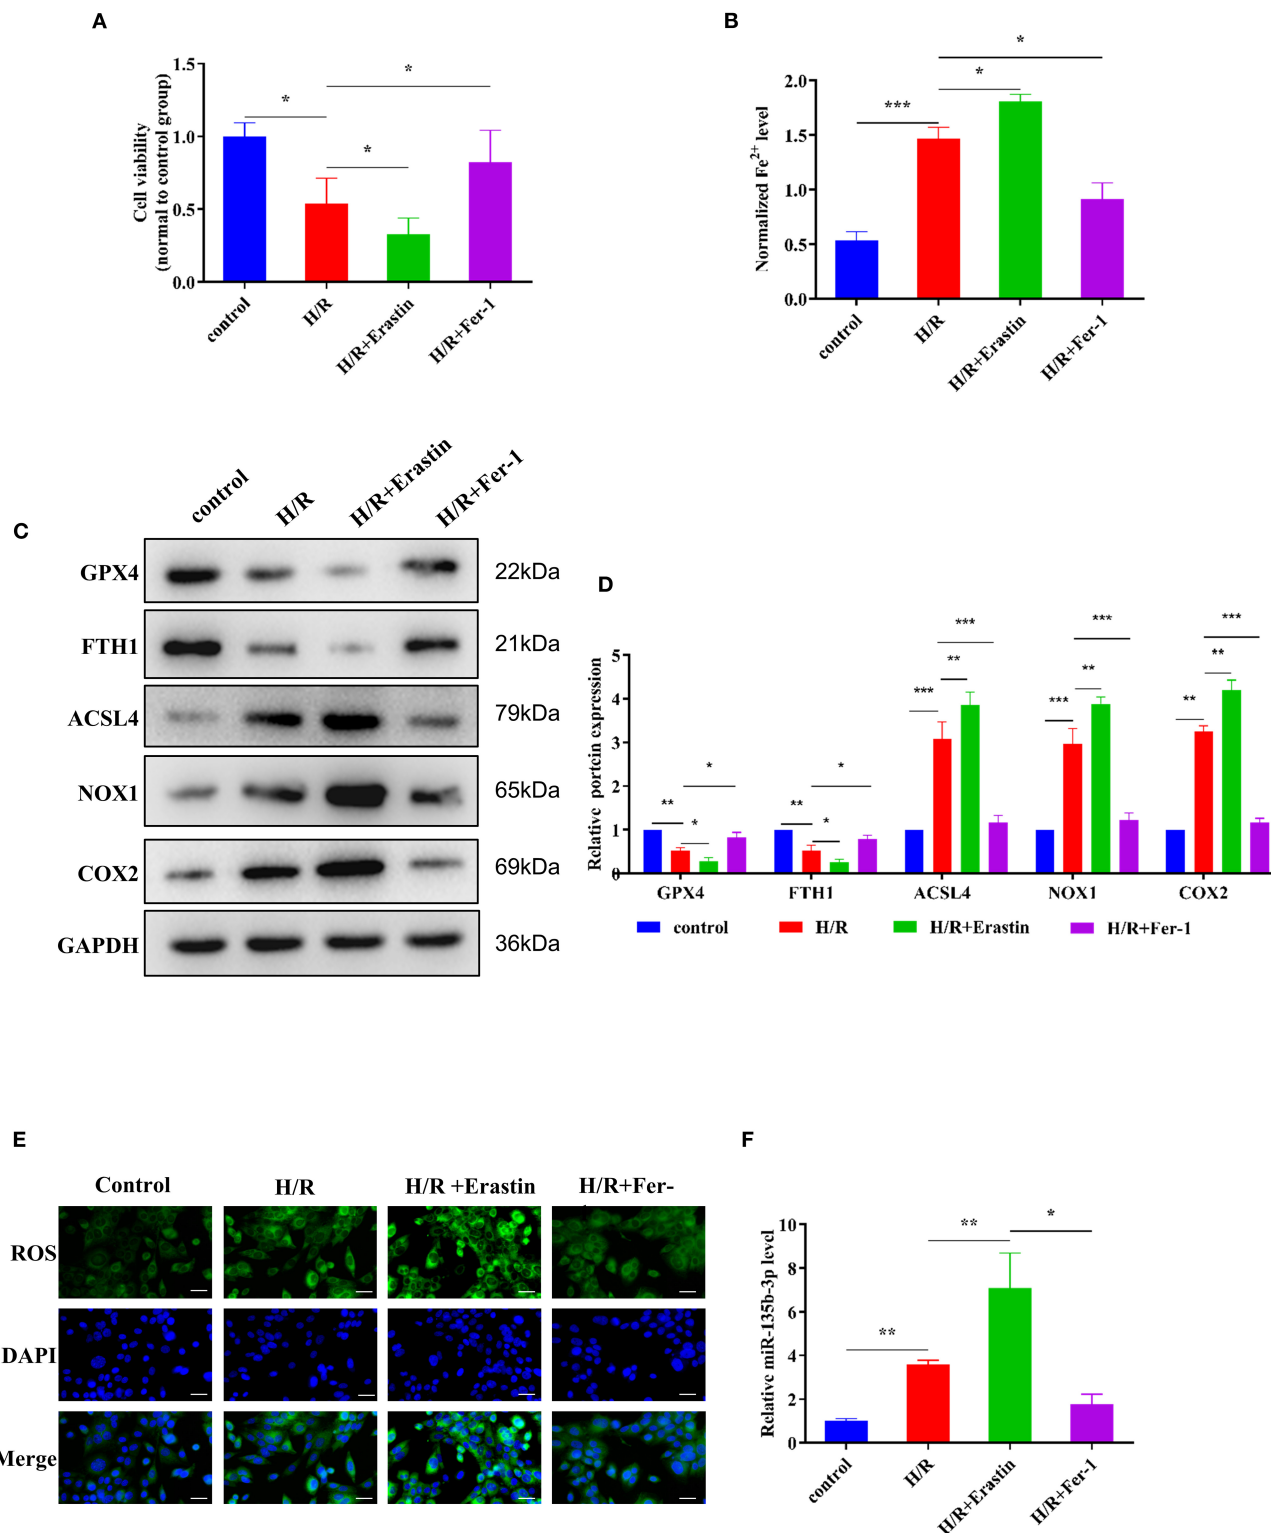 A
Cell viability
(normal to control group)
1.5
1.0
0.5
0.0
*
*
*
control
H/R
H/R+Erastin
H/R+Fer-1
B
Normalized Fe2+ level
2.0
1.5
1.0
0.5
0.0
***
*
*
control
H/R
H/R+Erastin
H/R+Fer-1
C
control
H/R
H/R+Erastin
H/R+Fer-1
GPX4 22kDa
FTH1 21kDa
ACSL4 79kDa
NOX1 65kDa
COX2 69kDa
GAPDH 36kDa
D
Relative portcin expression
5
4
3
2
1
0
** * *
** * *
*** ** ***
*** ** ***
** ** ***
GPX4 FTH1 ACSL4 NOX1 COX2
control H/R H/R+Erastin H/R+Fer-1
E
Control H/R H/R +Erastin H/R+Fer-
ROS
DAPI
Merge
F
Relative miR-135b-3p level
10
8
6
4
2
0
**
**
*
control
H/R
H/R+Erastin
H/R+Fer-1